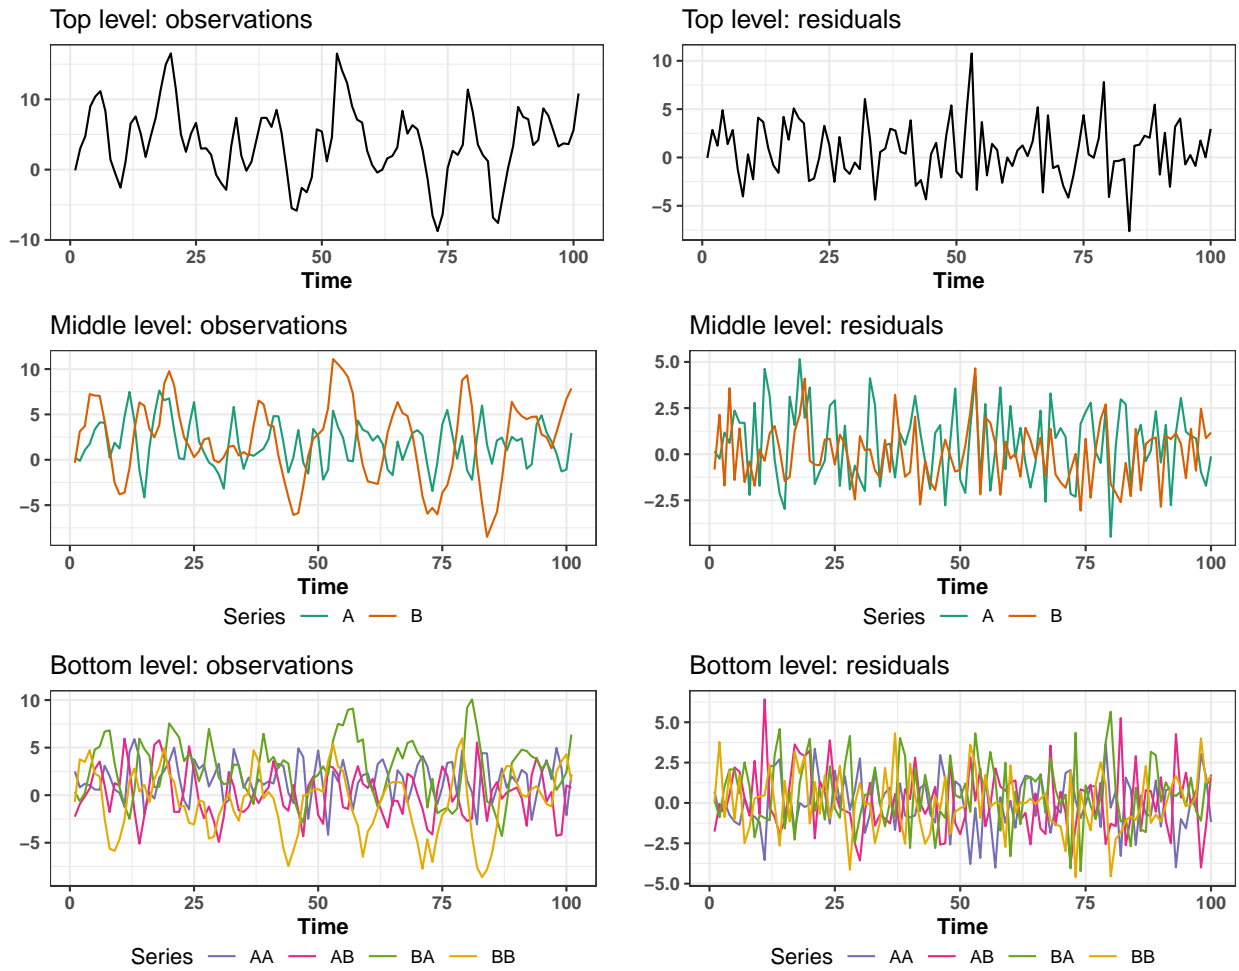 Top level: observations
Top level: residuals
10
0
−10
0 25 50 75 100
Time
10
5
0
−5
0 25 50 75 100
Time
Middle level: observations
Middle level: residuals
10
5
0
−5
0 25 50 75 100
Time
Series A B
5.0
2.5
0.0
−2.5
0 25 50 75 100
Time
Series A B
Bottom level: observations
Bottom level: residuals
10
5
0
−5
0 25 50 75 100
Time
Series AA AB BA BB
5.0
2.5
0.0
−2.5
−5.0
0 25 50 75 100
Time
Series AA AB BA BB